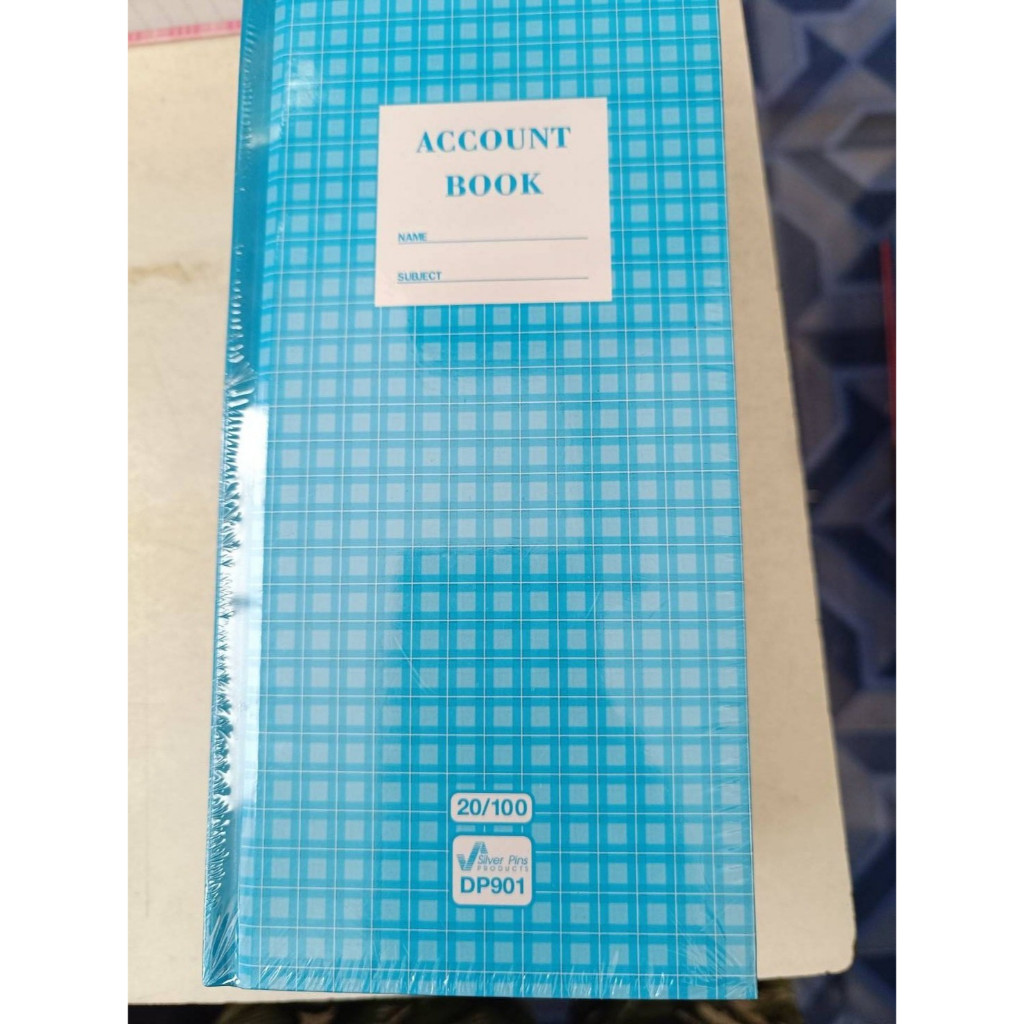 ACCOUNT
BOOK
NAME
SUBJECT
20/100
Silver Pins
PRODUCTS
DP901